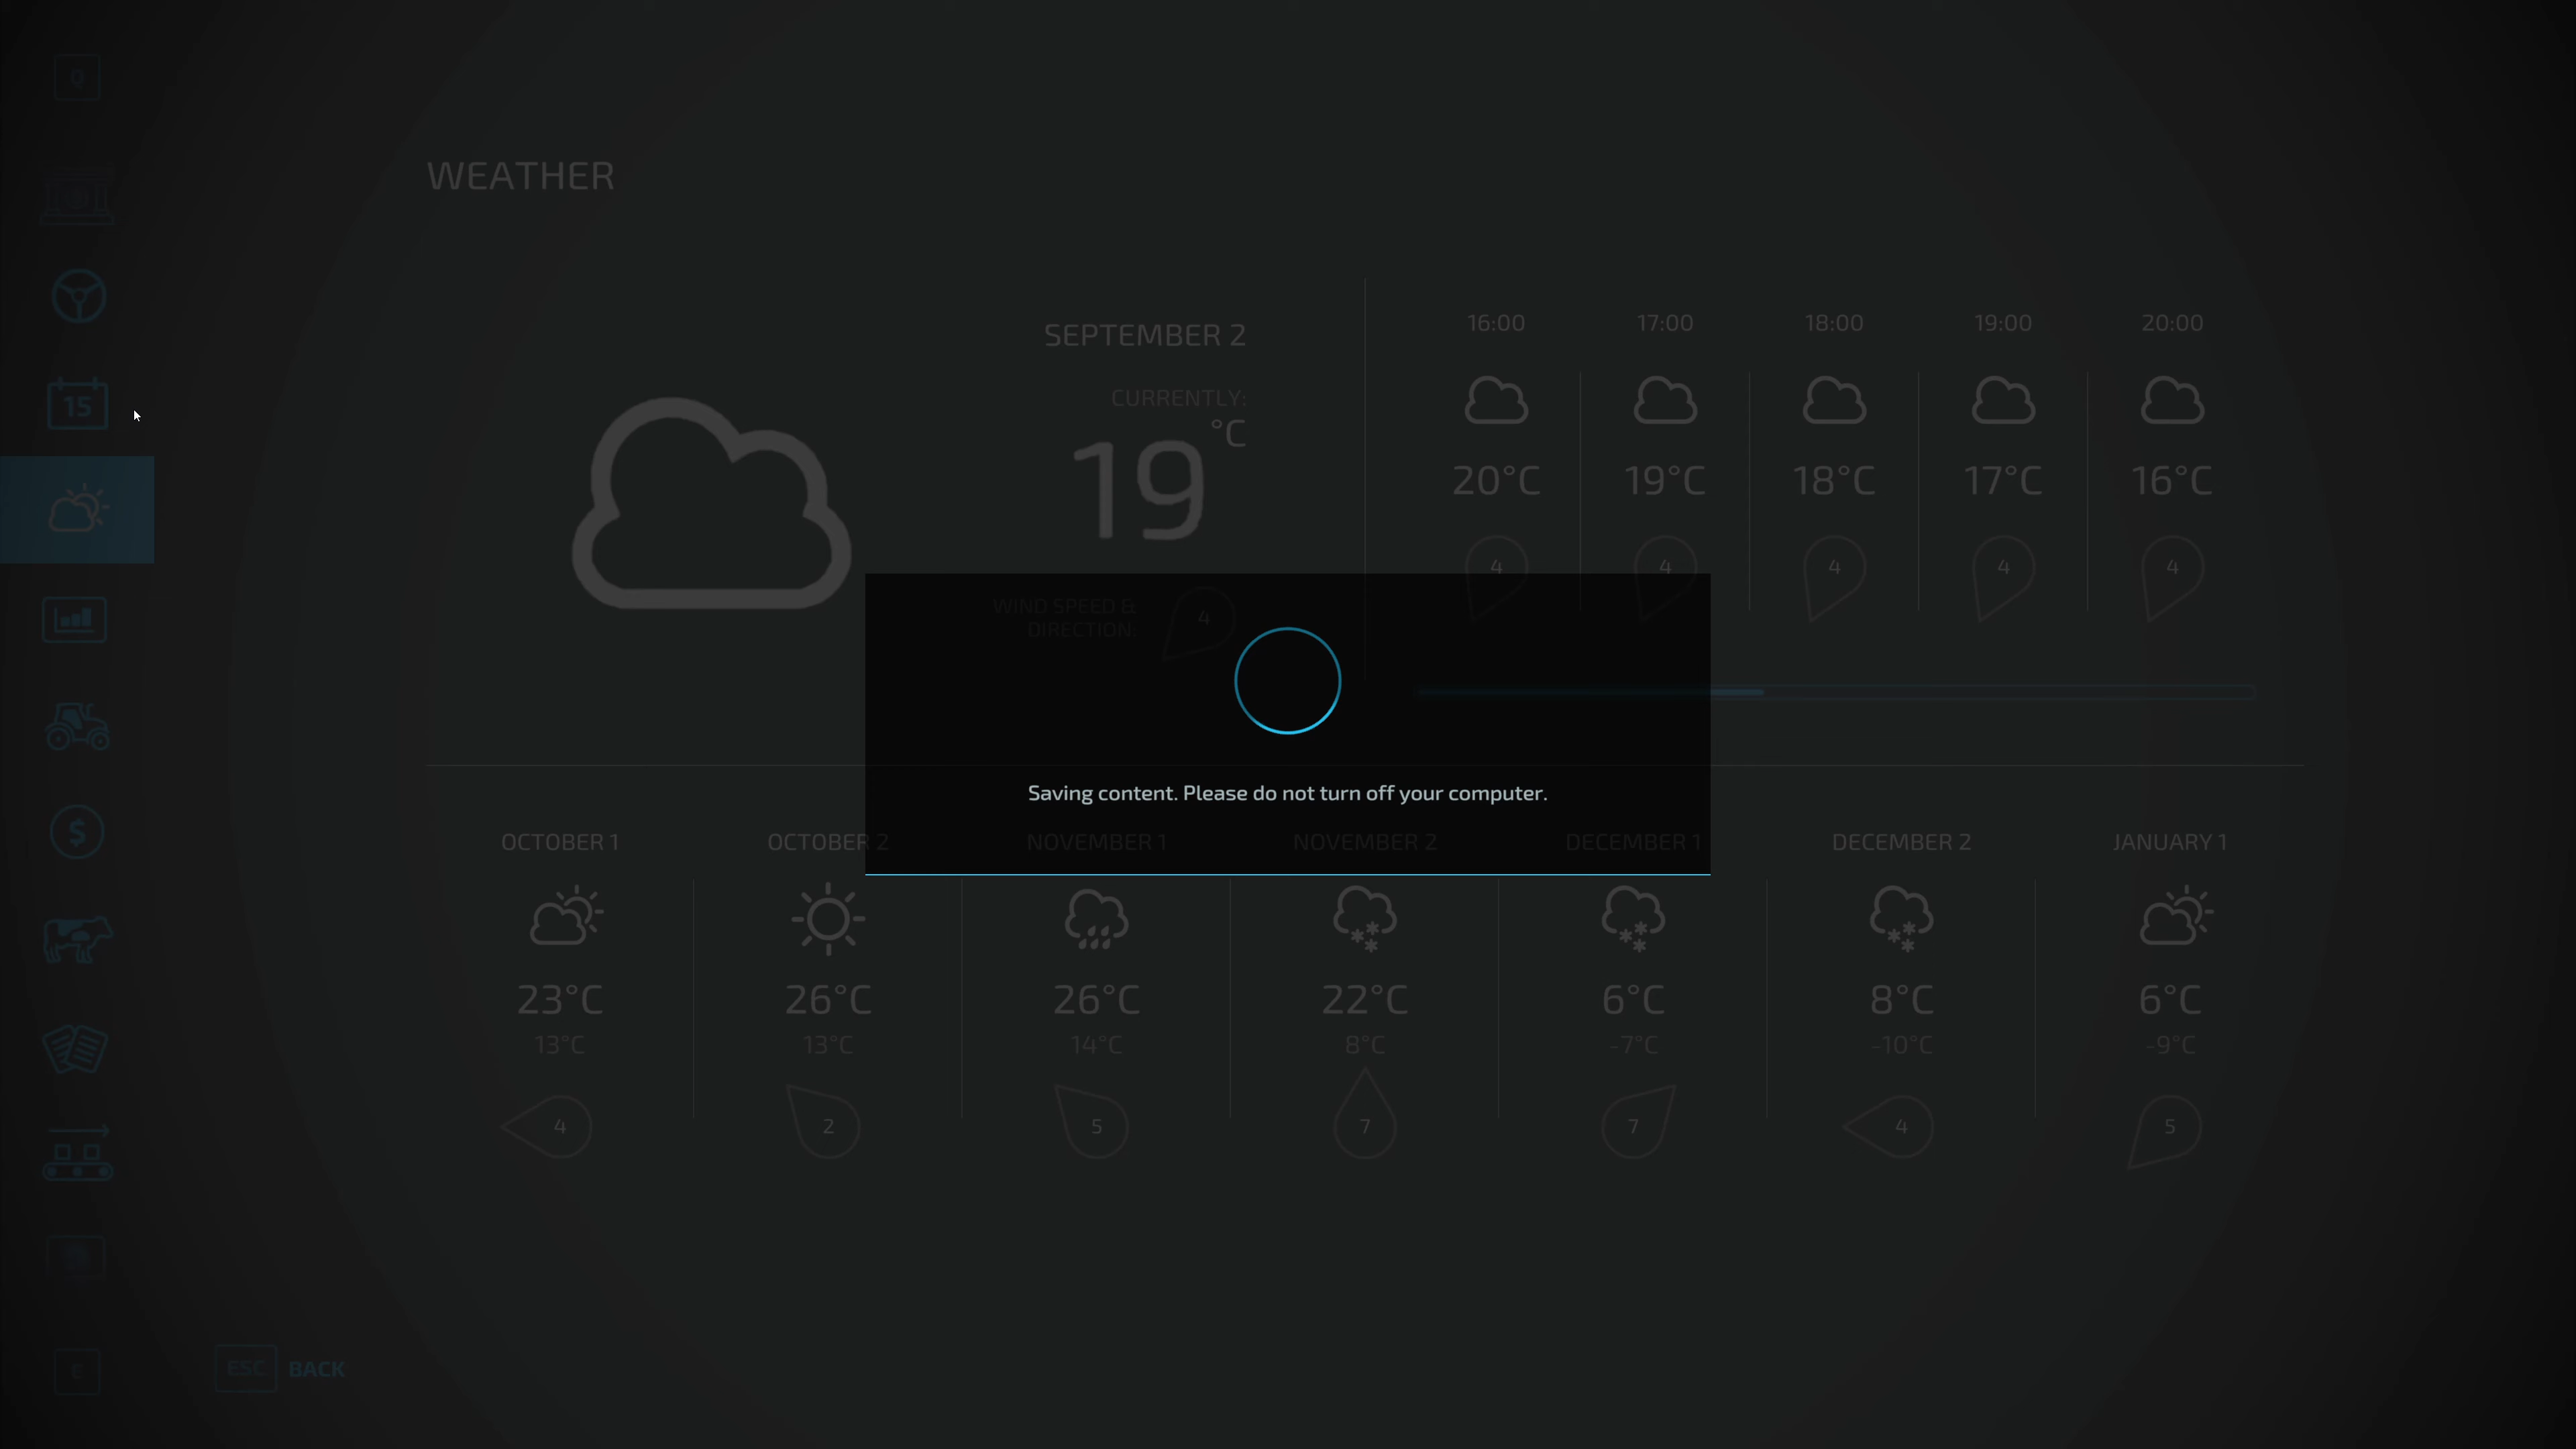 Q
WEATHER
SEPTEMBER 2
CURRENTLY:
19 °C
WIND SPEED &
DIRECTION:
4
16:00 17:00 18:00 19:00 20:00
20°C 19°C 18°C 17°C 16°C
4 4 4 4 4
15
$
Saving content. Please do not turn off your computer.
OCTOBER 1 OCTOBER 2 NOVEMBER 1 NOVEMBER 2 DECEMBER 1 DECEMBER 2 JANUARY 1
23°C 26°C 26°C 22°C 6°C 8°C 6°C
13°C 13°C 14°C 8°C -7°C -10°C -9°C
4 2 5 7 7 4 5
E
ESC BACK